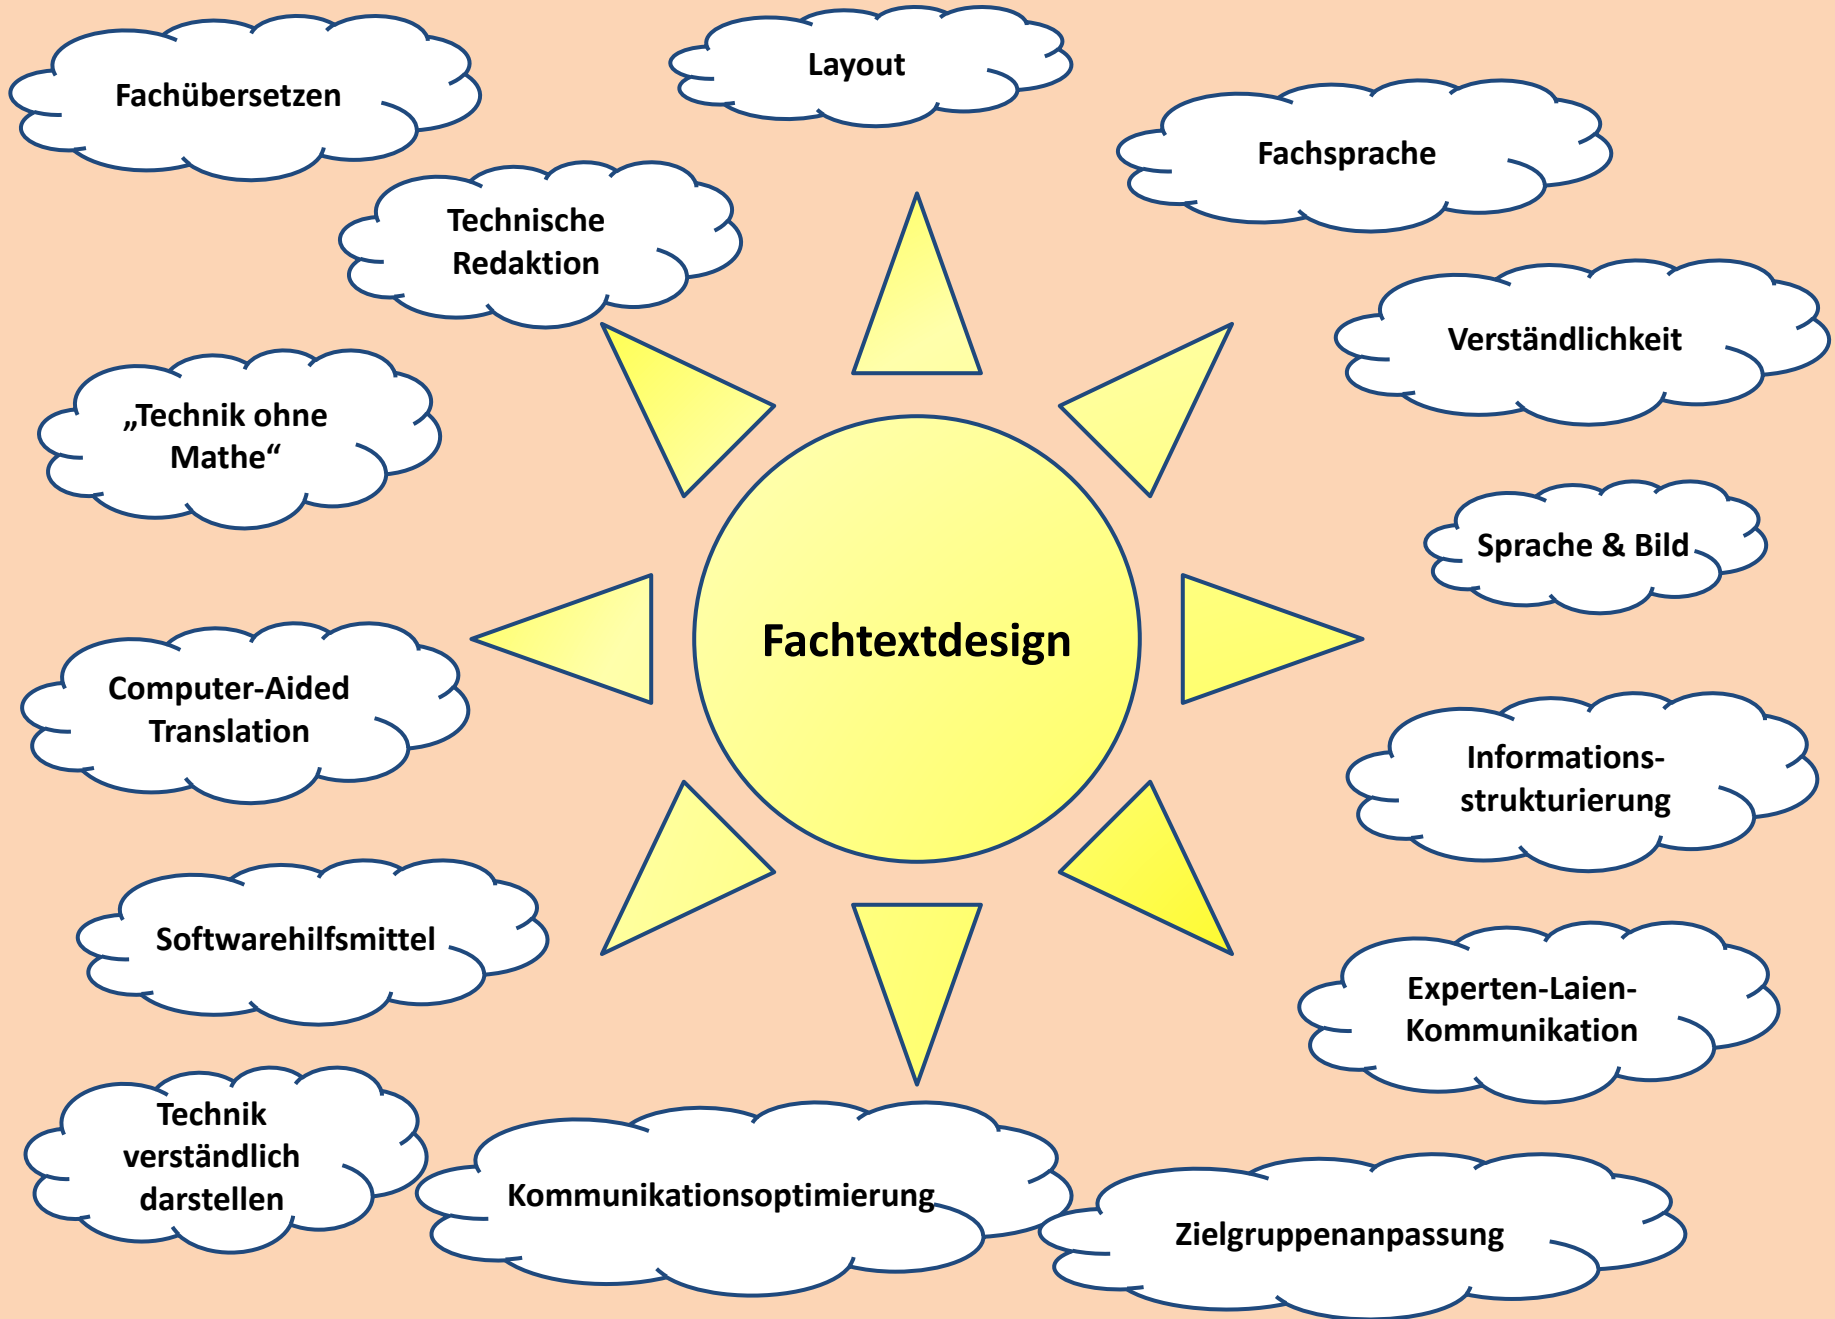 Fachübersetzen
Layout
Fachsprache
Technische
Redaktion
Verständlichkeit
„Technik ohne
Mathe“
Sprache & Bild
Fachtextdesign
Computer-Aided
Translation
Informations-
strukturierung
Softwarehilfsmittel
Experten-Laien-
Kommunikation
Technik
verständlich
darstellen
Kommunikationsoptimierung
Zielgruppenanpassung